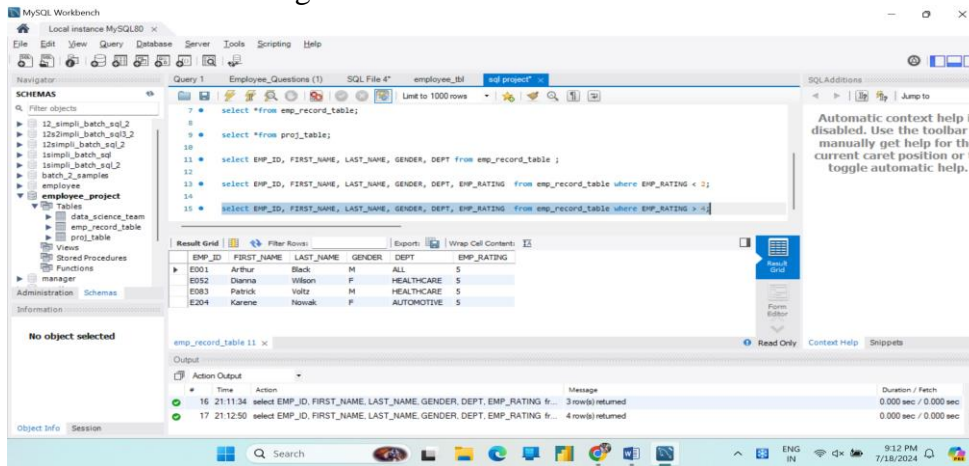 MySQL Workbench
Local instance MySQL80 ×
File Edit View Query Database Server Tools Scripting Help
Navigator
SCHEMAS
Filter objects
12_simpli_batch_sql_2
12s2impli_batch_sql3_2
12simpli_batch_sql_2
1simpli_batch_sql
1simpli_batch_sql_2
batch_2_samples
employee
employee_project
Tables
data_science_team
emp_record_table
proj_table
Views
Stored Procedures
Functions
manager
Administration Schemas
Information
No object selected
Object Info Session
Query 1 Employee_Questions (1) SQL File 4* employee_tbl sql project* ×
Limit to 1000 rows
7 select *from emp_record_table;
8
9 select *from proj_table;
10
11 select EMP_ID, FIRST_NAME, LAST_NAME, GENDER, DEPT from emp_record_table ;
12
13 select EMP_ID, FIRST_NAME, LAST_NAME, GENDER, DEPT, EMP_RATING from emp_record_table where EMP_RATING < 2;
14
15 select EMP_ID, FIRST_NAME, LAST_NAME, GENDER, DEPT, EMP_RATING from emp_record_table where EMP_RATING > 4;
Result Grid Filter Rows: Export: Wrap Cell Content:
EMP_ID FIRST_NAME LAST_NAME GENDER DEPT EMP_RATING
E001 Arthur Black M ALL 5
E052 Dianna Wilson F HEALTHCARE 5
E083 Patrick Voltz M HEALTHCARE 5
E204 Karene Nowak F AUTOMOTIVE 5
Result Grid
Form Editor
emp_record_table 11 × Read Only
Output
Action Output
# Time Action Message Duration / Fetch
16 21:11:34 select EMP_ID, FIRST_NAME, LAST_NAME, GENDER, DEPT, EMP_RATING fr... 3 row(s) returned 0.000 sec / 0.000 sec
17 21:12:50 select EMP_ID, FIRST_NAME, LAST_NAME, GENDER, DEPT, EMP_RATING fr... 4 row(s) returned 0.000 sec / 0.000 sec
SQLAdditions
Jump to
Automatic context help
disabled. Use the toolbar
manually get help for th
current caret position or
toggle automatic help.
Context Help Snippets
Search
ENG
IN
9:12 PM
7/18/2024